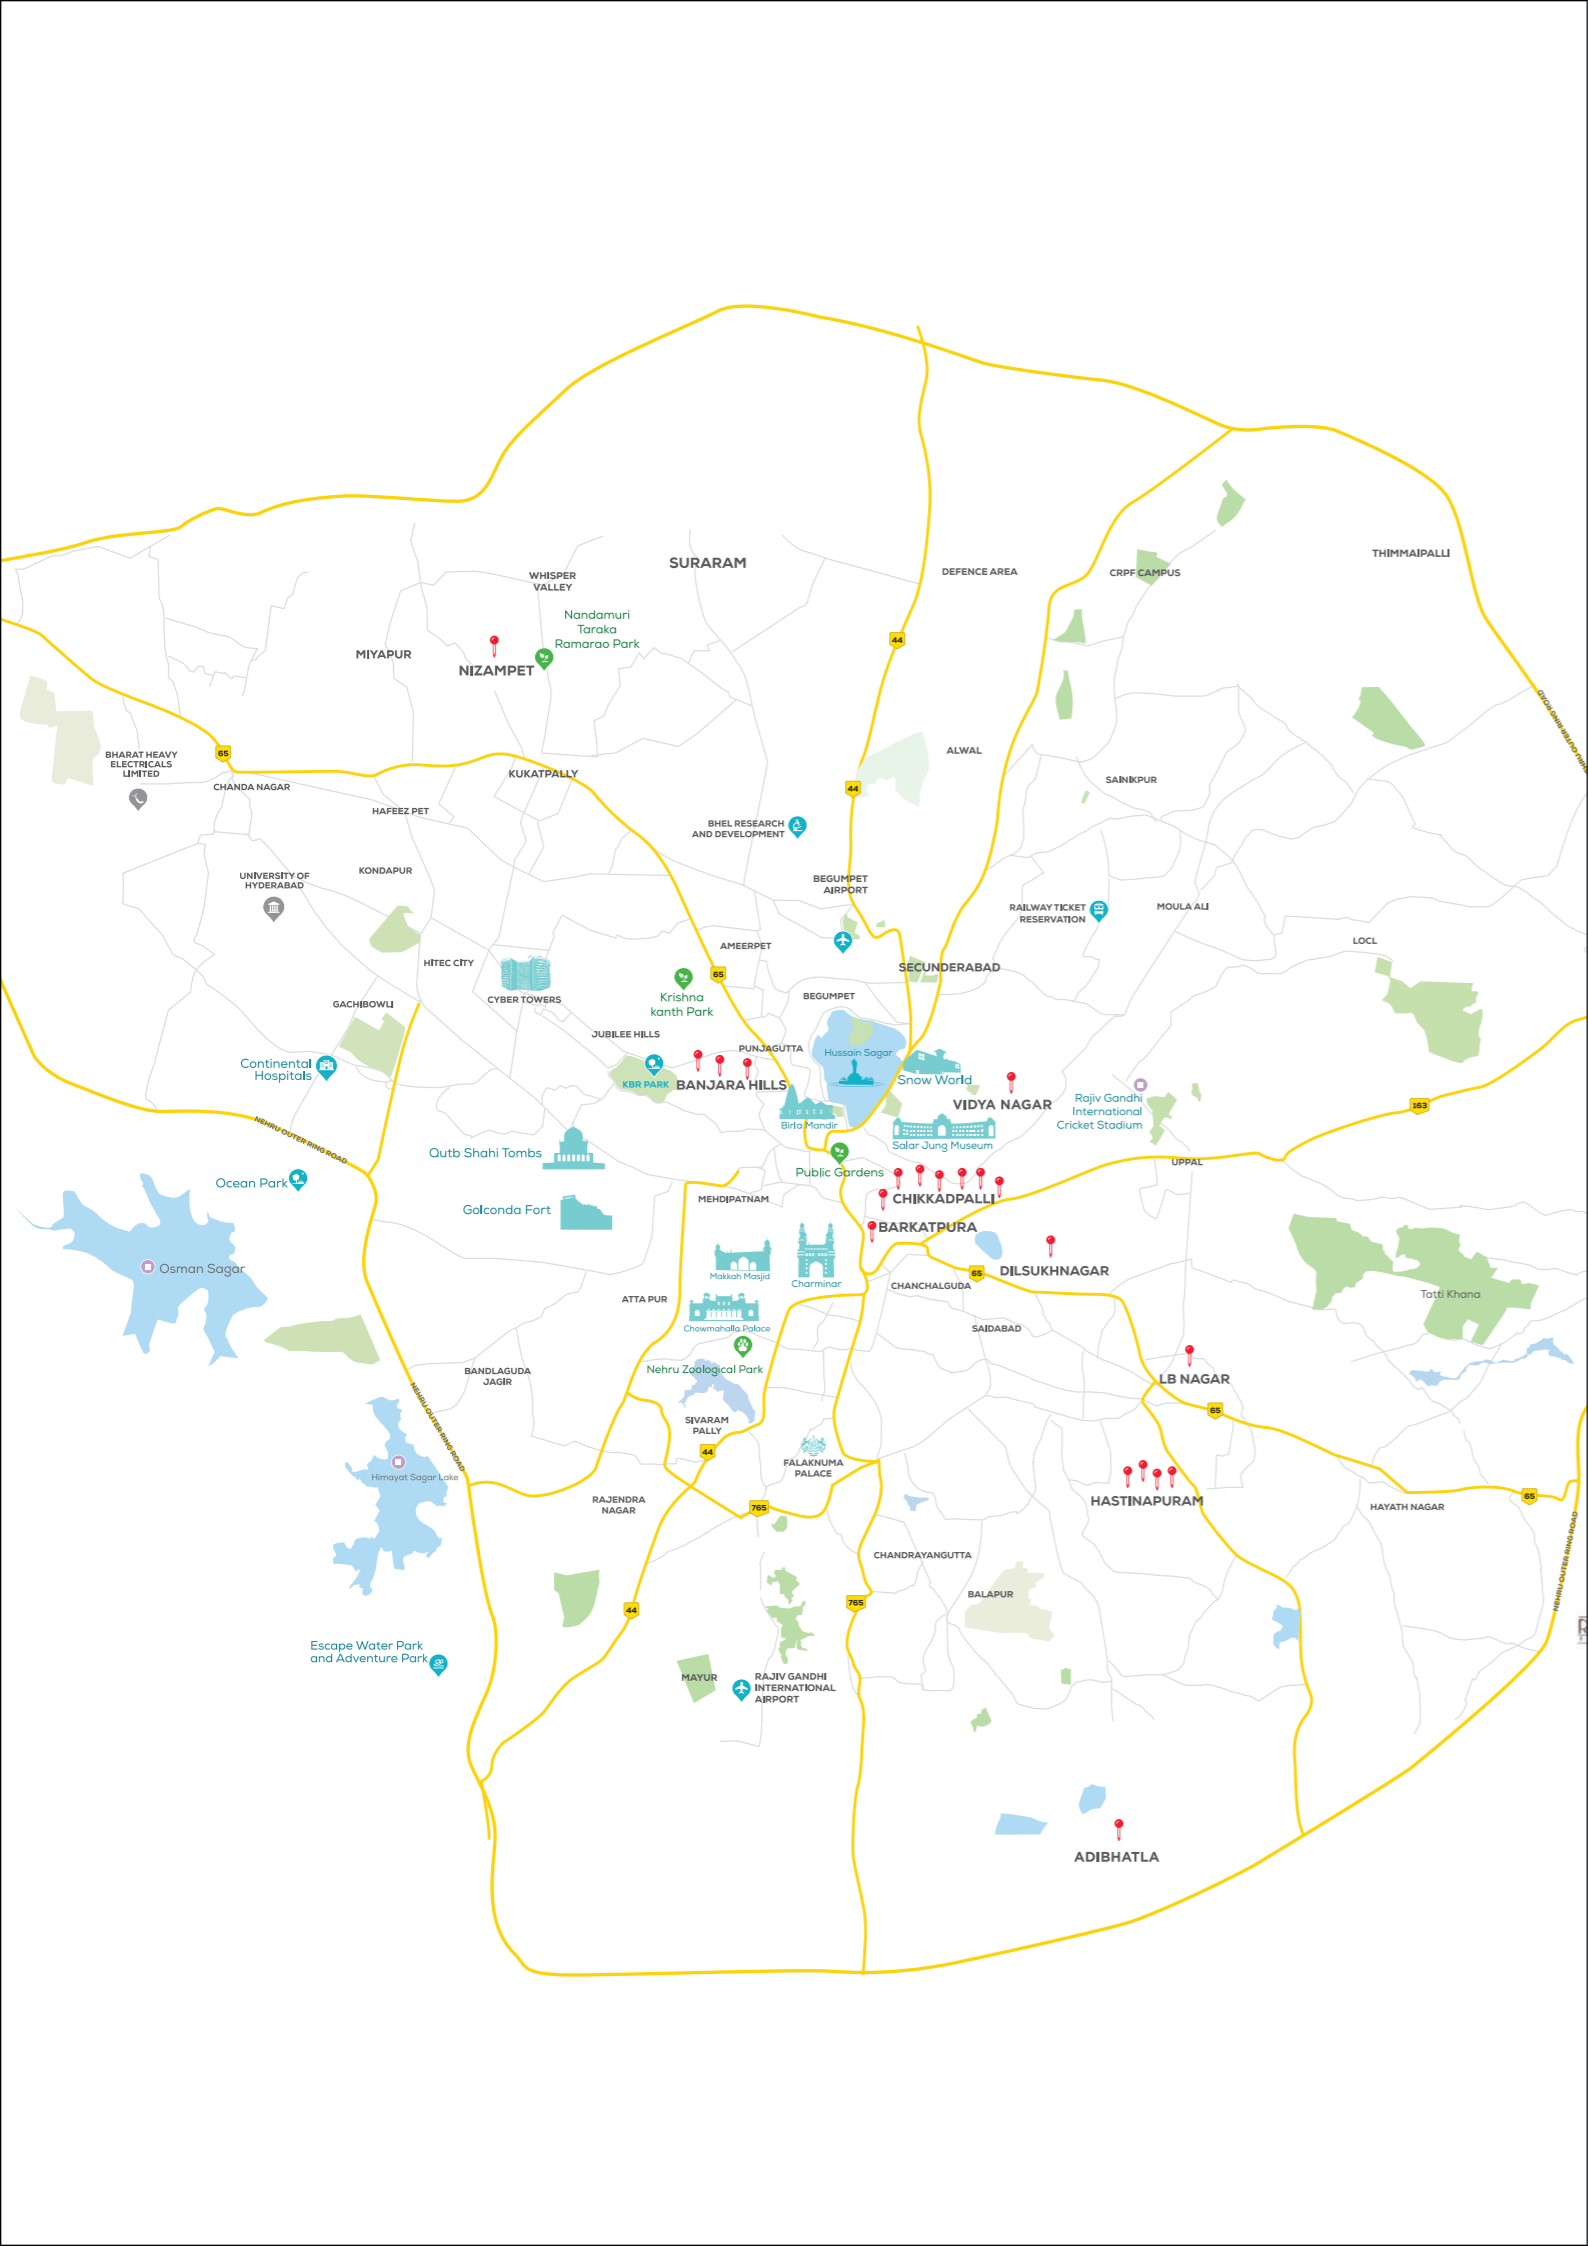 SURARAM
THIMMAIPALLI
DEFENCE AREA
CRPF CAMPUS
WHISPER
VALLEY
Nandamuri
Taraka
Ramarao Park
44
MIYAPUR
NIZAMPET
NEHRU OUTER RING ROAD
BHARAT HEAVY
ELECTRICALS
LIMITED
65
ALWAL
KUKATPALLY
SAINIKPUR
CHANDA NAGAR
44
HAFEEZ PET
BHEL RESEARCH
AND DEVELOPMENT
KONDAPUR
UNIVERSITY OF
HYDERABAD
BEGUMPET
AIRPORT
RAILWAY TICKET
RESERVATION
MOULA ALI
AMEERPET
LOCL
HITEC CITY
SECUNDERABAD
65
CYBER TOWERS
Krishna
kanth Park
BEGUMPET
GACHIBOWLI
JUBILEE HILLS
PUNJAGUTTA
Hussain Sagar
Continental
Hospitals
KBR PARK
BANJARA HILLS
Snow World
VIDYA NAGAR
Rajiv Gandhi
International
Cricket Stadium
163
NEHRU OUTER RING ROAD
Birla Mandir
Salar Jung Museum
Qutb Shahi Tombs
Public Gardens
UPPAL
Ocean Park
MEHDIPATNAM
CHIKKADPALLI
Golconda Fort
BARKATPURA
Osman Sagar
Makkah Masjid
Charminar
65
DILSUKHNAGAR
CHANCHALGUDA
ATTA PUR
Tatti Khana
Chowmahalla Palace
SAIDABAD
Nehru Zoological Park
BANDLAGUDA
JAGIR
LB NAGAR
NEHRU OUTER RING ROAD
65
SIVARAM
PALLY
44
FALAKNUMA
PALACE
Himayat Sagar Lake
RAJENDRA
NAGAR
765
HASTINAPURAM
65
HAYATH NAGAR
NEHRU OUTER RING ROAD
CHANDRAYANGUTTA
BALAPUR
44
765
Escape Water Park
and Adventure Park
MAYUR
RAJIV GANDHI
INTERNATIONAL
AIRPORT
ADIBHATLA